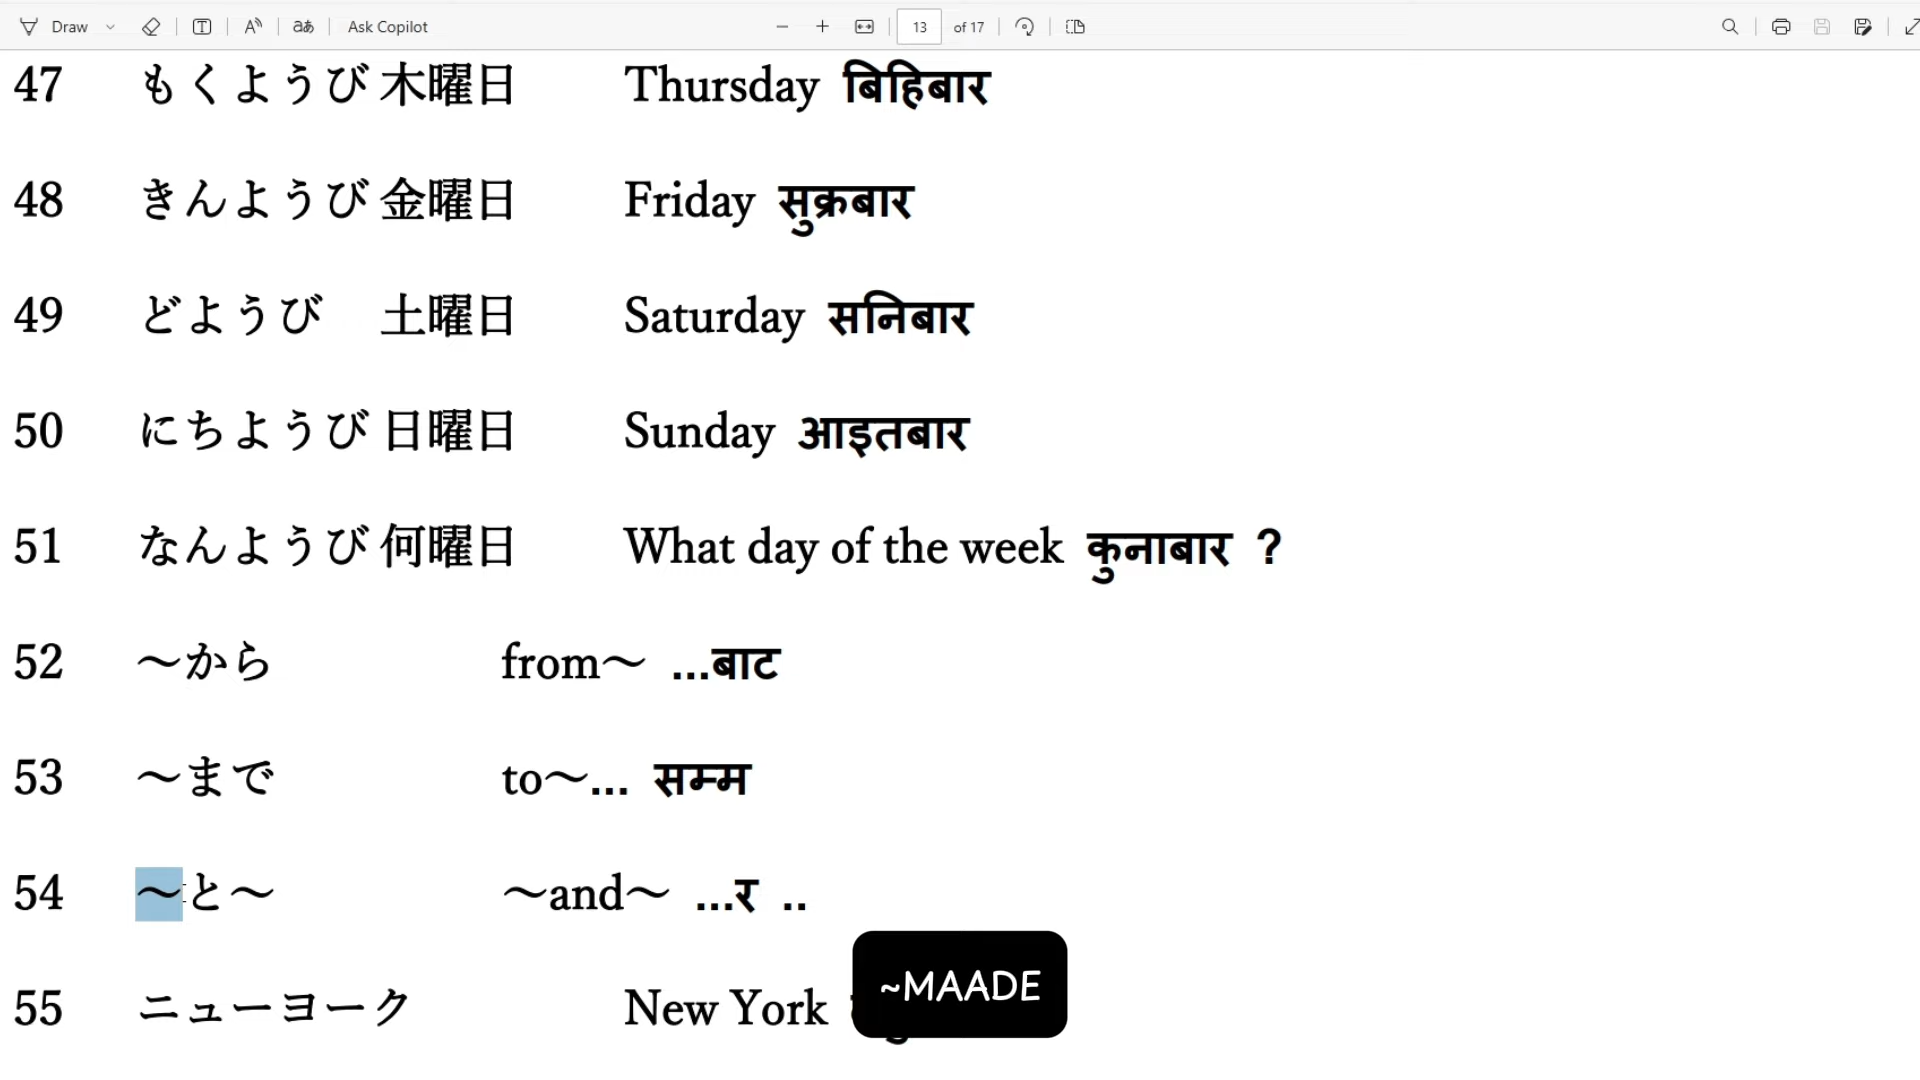 Draw aあ Ask Copilot 13 of 17
47 もくようび 木曜日 Thursday बिहिबार
48 きんようび 金曜日 Friday सुक्रबार
49 どようび 土曜日 Saturday सनिबार
50 にちようび 日曜日 Sunday आइतबार
51 なんようび 何曜日 What day of the week कुनाबार ?
52 ～から from～ ...बाट
53 ～まで to～... सम्म
54 ～と～ ～and～ ...र ..
55 ニューヨーク New York
~MAADE